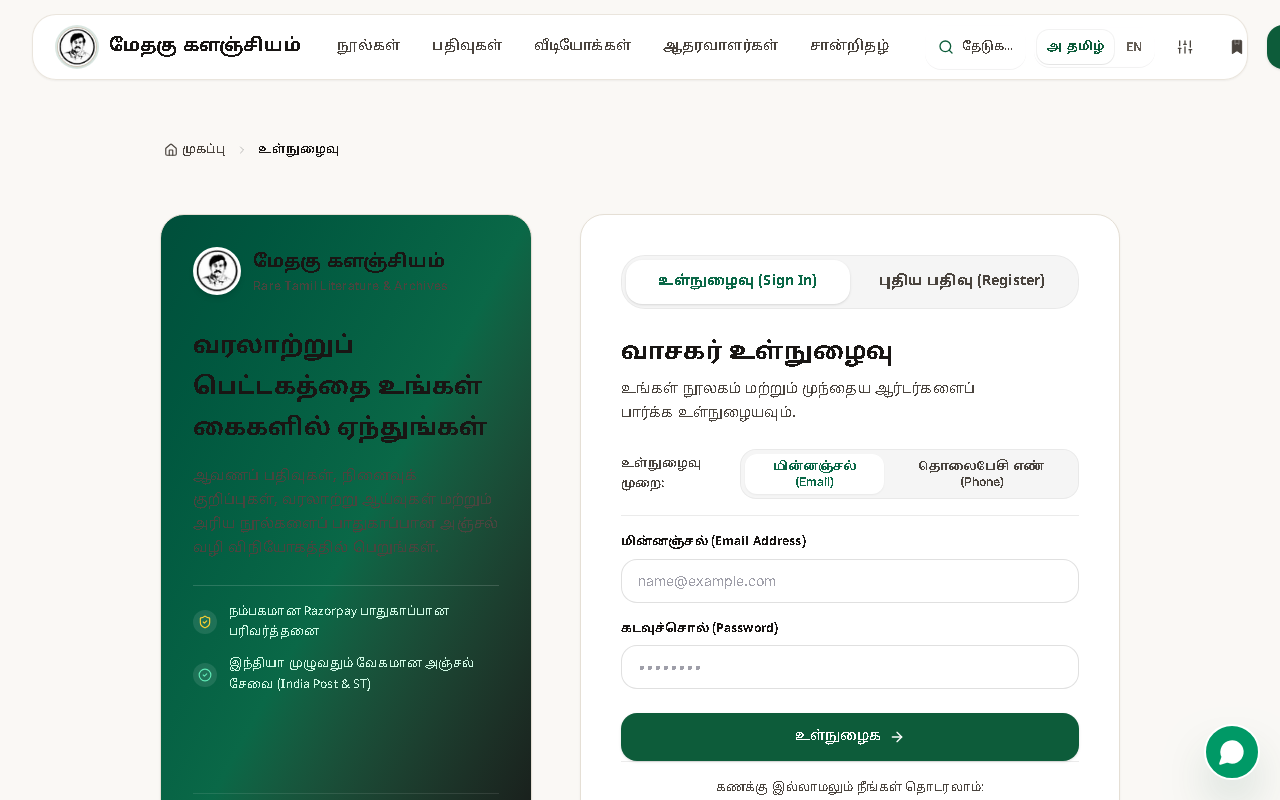 மேதகு களஞ்சியம்
நூல்கள்
பதிவுகள்
வீடியோக்கள்
ஆதரவாளர்கள்
சான்றிதழ்
தேடுக...
அ தமிழ்
EN
முகப்பு
உள்நுழைவு
மேதகு களஞ்சியம்
Rare Tamil Literature & Archives
வரலாற்றுப்
பெட்டகத்தை உங்கள்
கைகளில் ஏந்துங்கள்
நம்பகமான Razorpay பாதுகாப்பான
பரிவர்த்தனை
இந்தியா முழுவதும் வேகமான அஞ்சல்
சேவை (India Post & ST)
உள்நுழைவு (Sign In)
புதிய பதிவு (Register)
வாசகர் உள்நுழைவு
உங்கள் நூலகம் மற்றும் முந்தைய ஆர்டர்களைப்
பார்க்க உள்நுழையவும்.
உள்நுழைவு
முறை:
மின்னஞ்சல்
(Email)
தொலைபேசி எண்
(Phone)
மின்னஞ்சல் (Email Address)
name@example.com
கடவுச்சொல் (Password)
உள்நுழைக
கணக்கு இல்லாமலும் நீங்கள் தொடரலாம்: